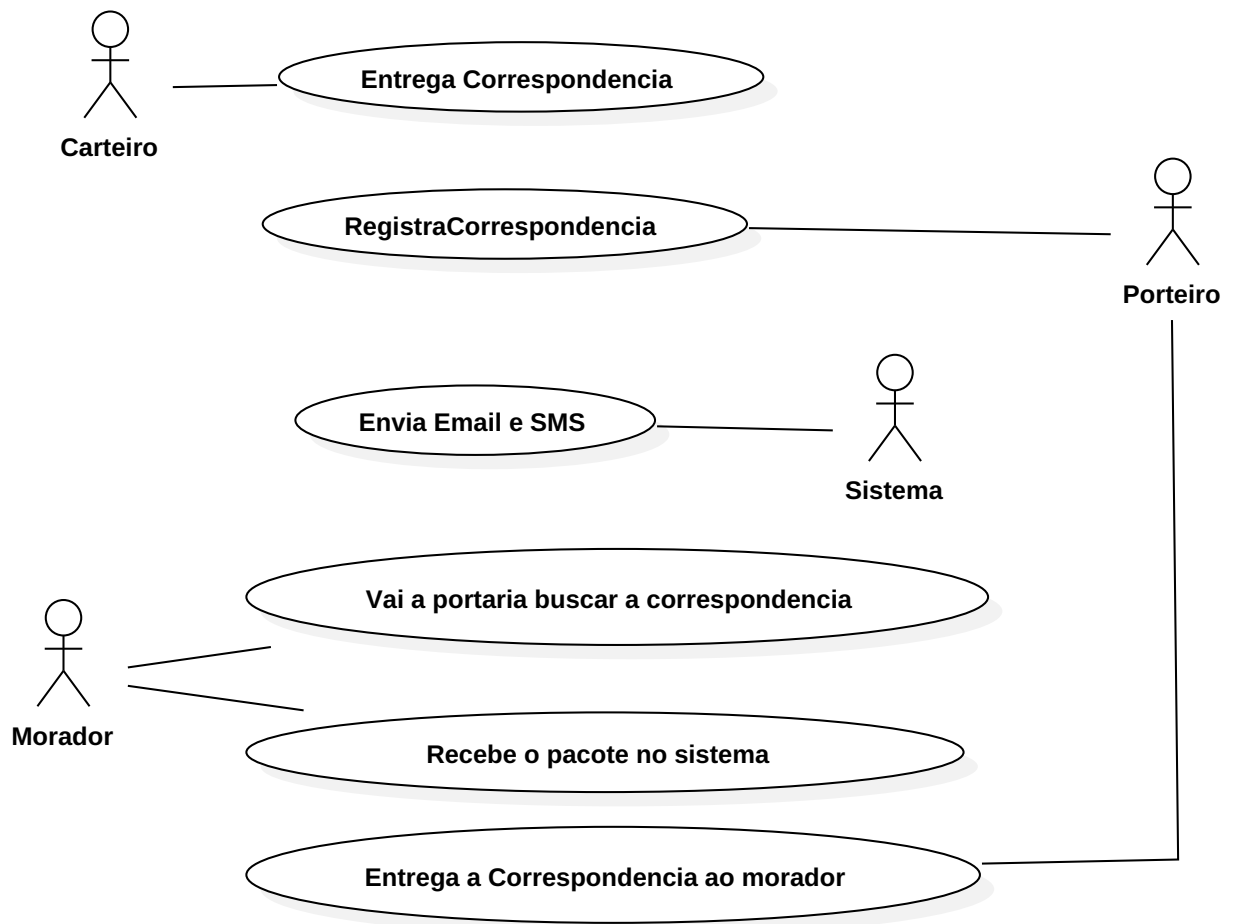 Entrega Correspondencia
Carteiro
RegistraCorrespondencia
Porteiro
Envia Email e SMS
Sistema
Vai a portaria buscar a correspondencia
Morador
Recebe o pacote no sistema
Entrega a Correspondencia ao morador